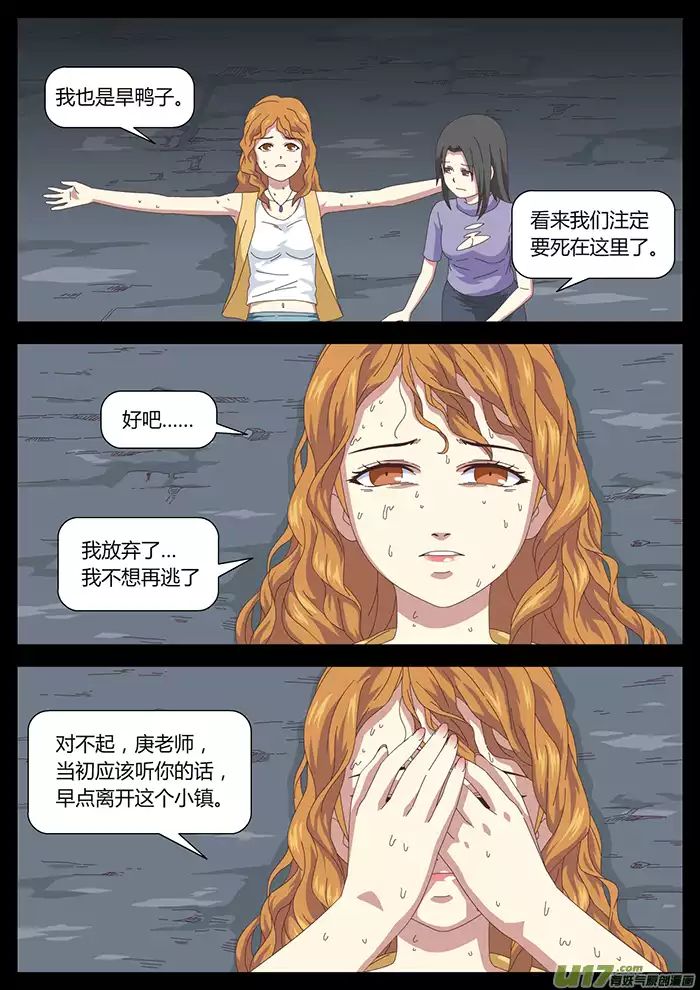 我也是旱鸭子。
看来我们注定
要死在这里了。
好吧……
我放弃了…
我不想再逃了
对不起，庚老师，
当初应该听你的话，
早点离开这个小镇。
U17.com
有妖气原创漫画